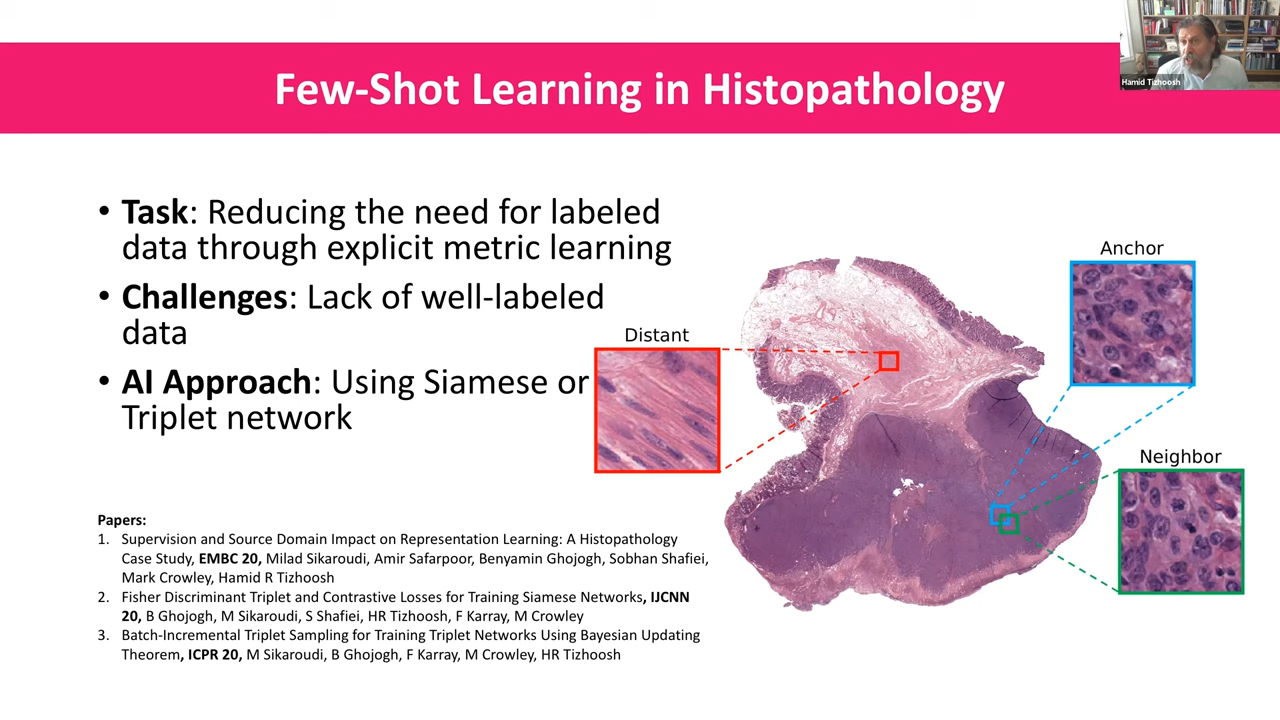 Few-Shot Learning in Histopathology
Hamid Tizhoosh
• Task: Reducing the need for labeled
data through explicit metric learning
• Challenges: Lack of well-labeled
data
• AI Approach: Using Siamese or
Triplet network
Distant
Anchor
Neighbor
Papers:
1. Supervision and Source Domain Impact on Representation Learning: A Histopathology
Case Study, EMBC 20, Milad Sikaroudi, Amir Safarpoor, Benyamin Ghojogh, Sobhan Shafiei,
Mark Crowley, Hamid R Tizhoosh
2. Fisher Discriminant Triplet and Contrastive Losses for Training Siamese Networks, IJCNN
20, B Ghojogh, M Sikaroudi, S Shafiei, HR Tizhoosh, F Karray, M Crowley
3. Batch-Incremental Triplet Sampling for Training Triplet Networks Using Bayesian Updating
Theorem, ICPR 20, M Sikaroudi, B Ghojogh, F Karray, M Crowley, HR Tizhoosh